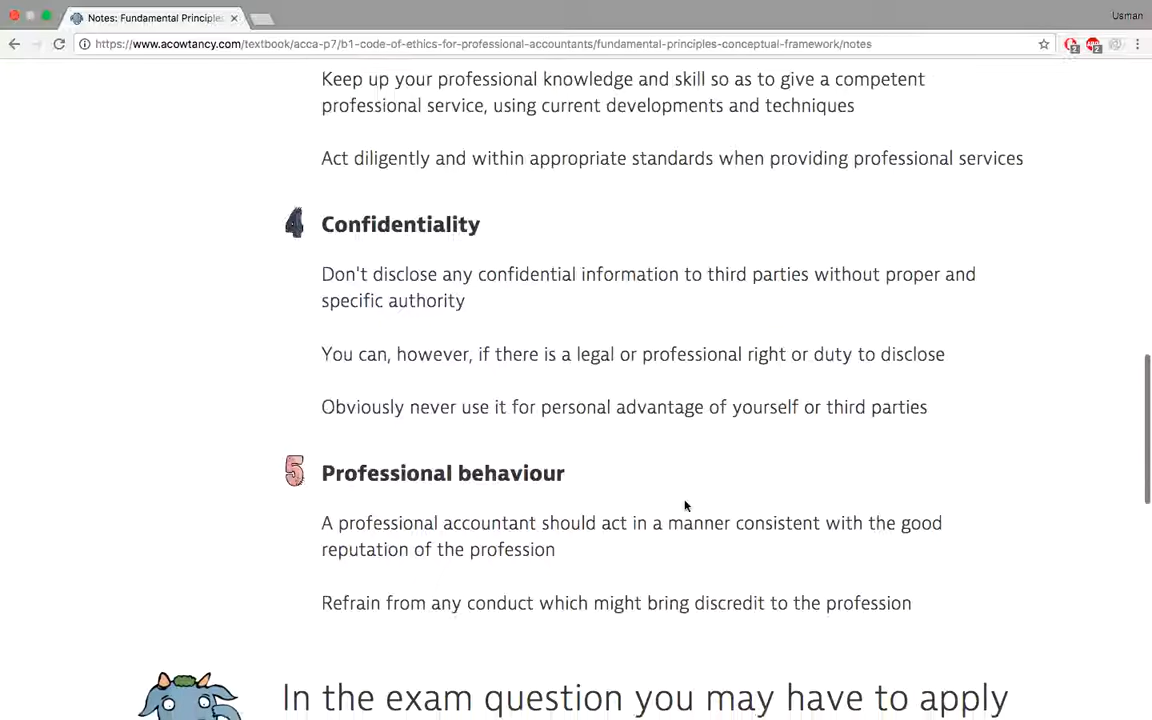 Notes: Fundamental Principles
Usman
https://www.acowtancy.com/textbook/acca-p7/b1-code-of-ethics-for-professional-accountants/fundamental-principles-conceptual-framework/notes
2
2
Keep up your professional knowledge and skill so as to give a competent
professional service, using current developments and techniques
Act diligently and within appropriate standards when providing professional services
4 Confidentiality
Don't disclose any confidential information to third parties without proper and
specific authority
You can, however, if there is a legal or professional right or duty to disclose
Obviously never use it for personal advantage of yourself or third parties
5 Professional behaviour
A professional accountant should act in a manner consistent with the good
reputation of the profession
Refrain from any conduct which might bring discredit to the profession
In the exam question you may have to apply